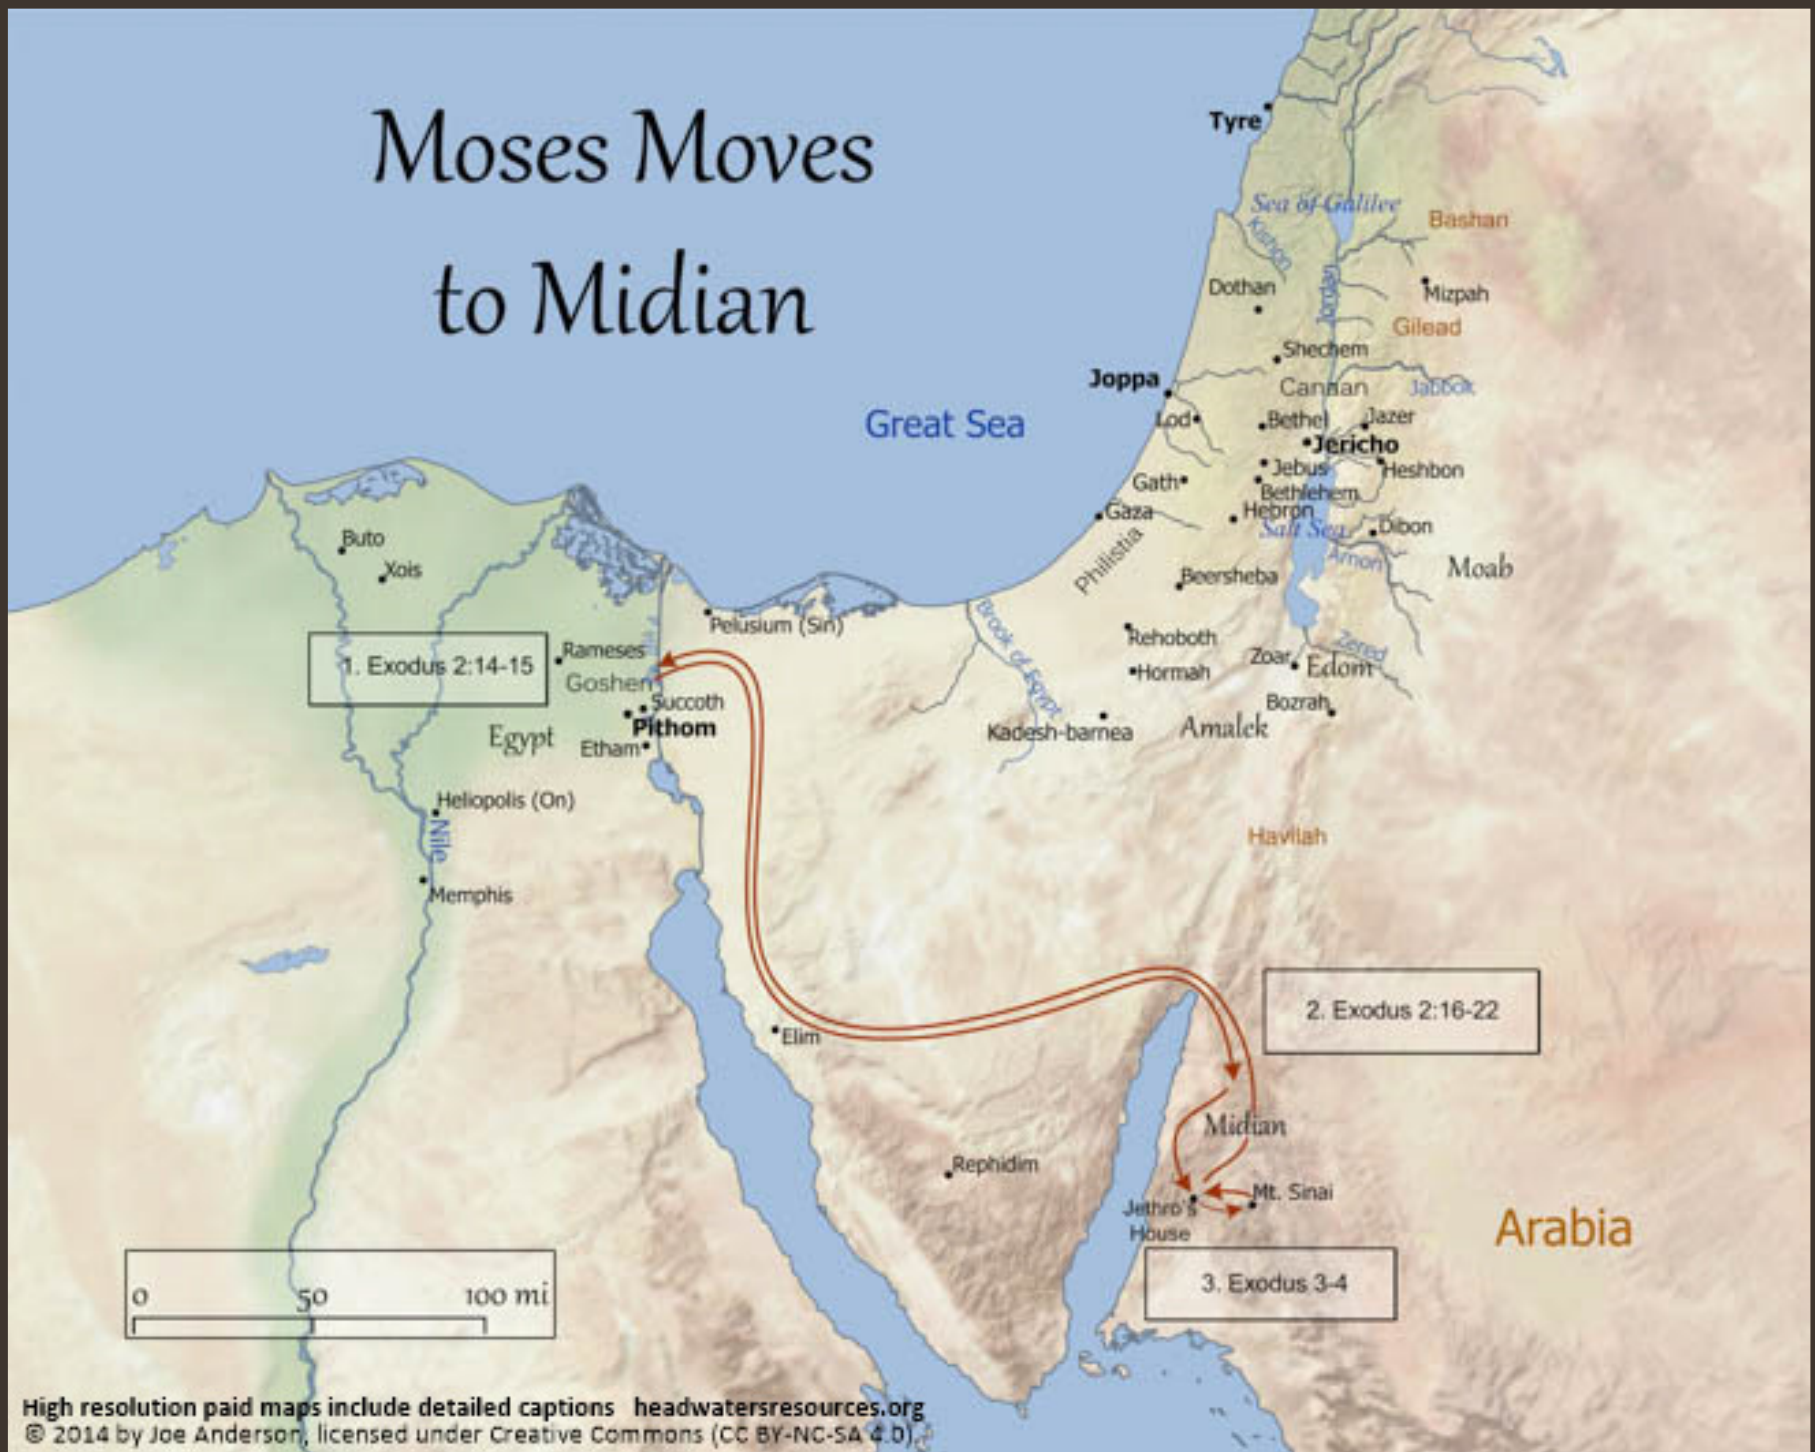 Moses Moves
to Midian
Tyre
Sea of Galilee
Bashan
Kishon
Dothan
Jordan
Mizpah
Gilead
Shechem
Joppa
Canaan
Jabbok
Great Sea
Lod
Bethel
Jazer
Jericho
Jebus
Heshbon
Gath
Bethlehem
Gaza
Hebron
Salt Sea
Dibon
Buto
Philistia
Arnon
Moab
Xois
Beersheba
Pelusium (Sin)
Brook of Egypt
Rehoboth
Zered
1. Exodus 2:14-15
Rameses
Zoar
Edom
Goshen
Hormah
Succoth
Bozrah
Pithom
Kadesh-barnea
Amalek
Egypt
Etham
Heliopolis (On)
Nile
Havilah
Memphis
2. Exodus 2:16-22
Elim
Midian
Rephidim
Mt. Sinai
Jethro's
House
Arabia
3. Exodus 3-4
0 50 100 mi
High resolution paid maps include detailed captions headwatersresources.org
© 2014 by Joe Anderson, licensed under Creative Commons (CC BY-NC-SA 4.0)